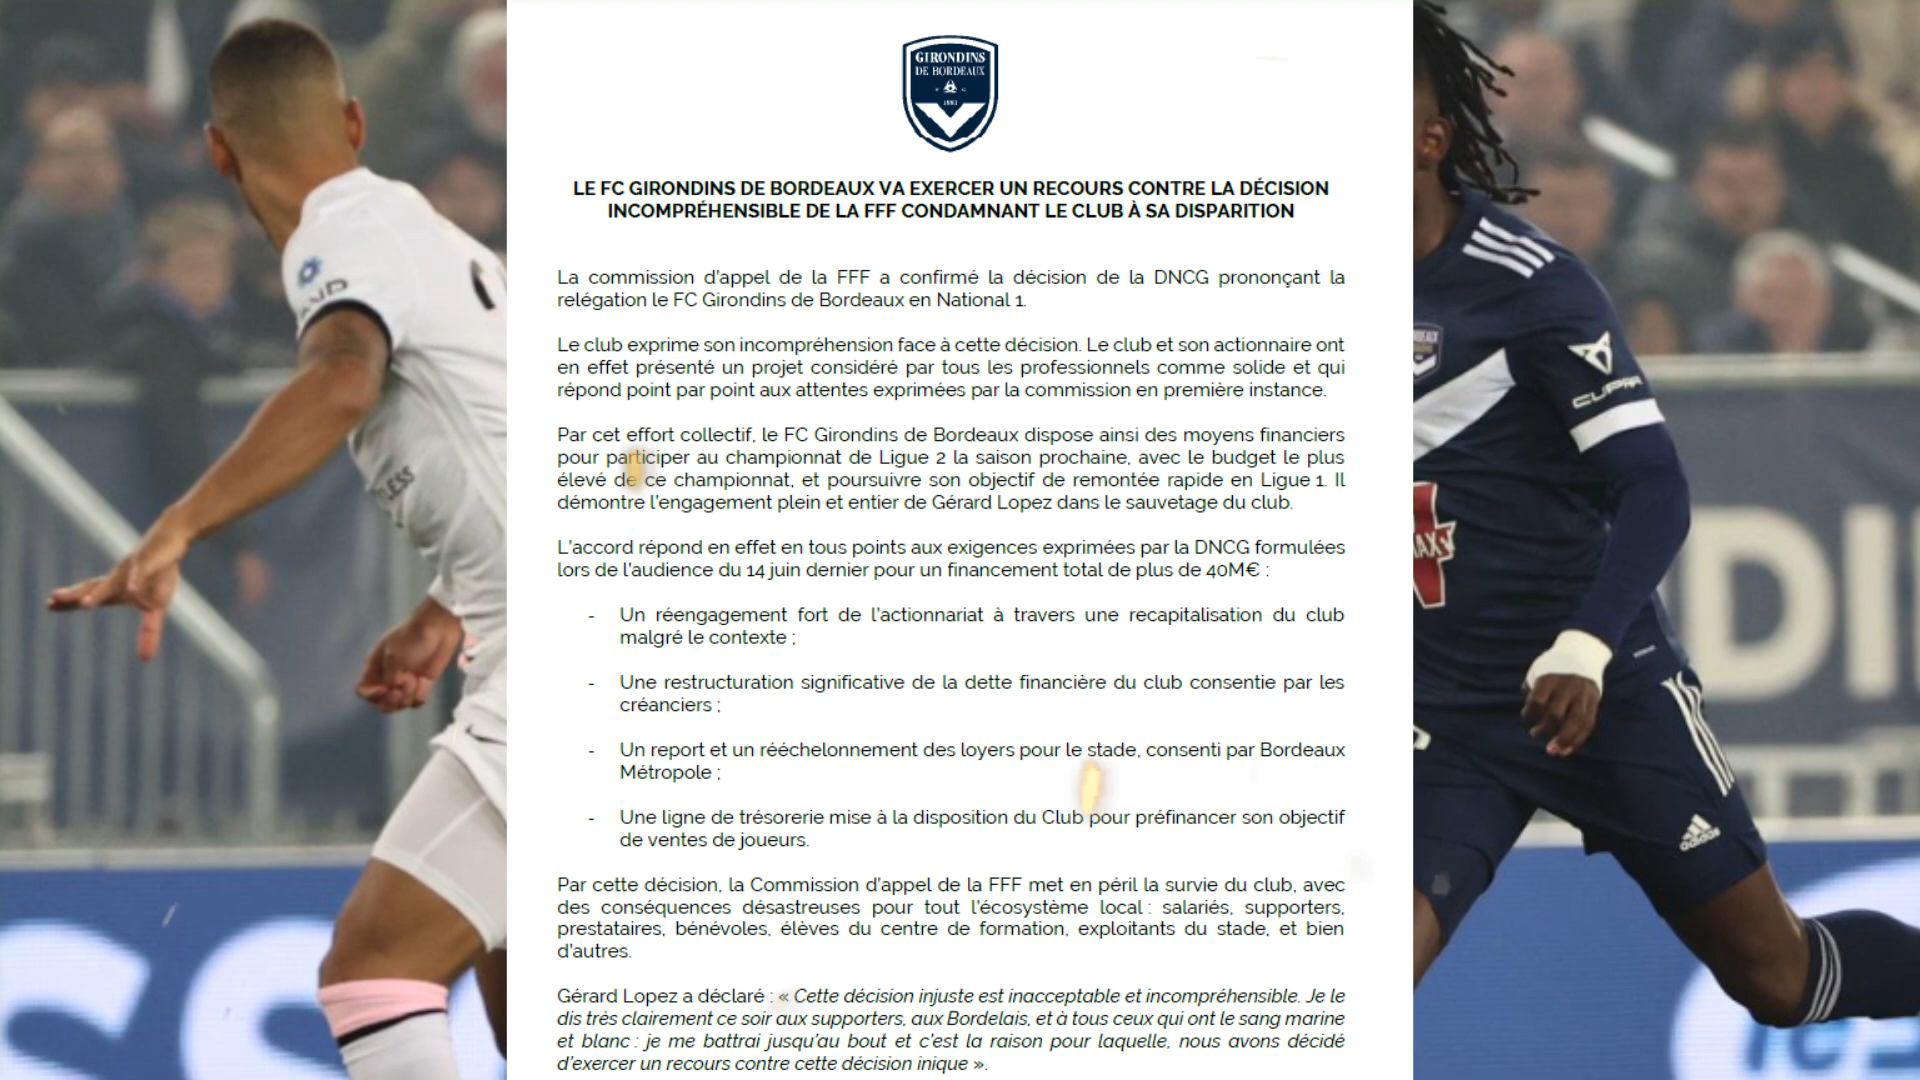 GIRONDINS
DE BORDEAUX
LE FC GIRONDINS DE BORDEAUX VA EXERCER UN RECOURS CONTRE LA DÉCISION
INCOMPRÉHENSIBLE DE LA FFF CONDAMNANT LE CLUB À SA DISPARITION
La commission d'appel de la FFF a confirmé la décision de la DNCG prononçant la
relégation le FC Girondins de Bordeaux en National 1.
Le club exprime son incompréhension face à cette décision. Le club et son actionnaire ont
en effet présenté un projet considéré par tous les professionnels comme solide et qui
répond point par point aux attentes exprimées par la commission en première instance.
Par cet effort collectif, le FC Girondins de Bordeaux dispose ainsi des moyens financiers
pour participer au championnat de Ligue 2 la saison prochaine, avec le budget le plus
élevé de ce championnat, et poursuivre son objectif de remontée rapide en Ligue 1. Il
démontre l'engagement plein et entier de Gérard Lopez dans le sauvetage du club.
L'accord répond en effet en tous points aux exigences exprimées par la DNCG formulées
lors de l'audience du 14 juin dernier pour un financement total de plus de 40M€ :
- Un réengagement fort de l'actionnariat à travers une recapitalisation du club
malgré le contexte ;
- Une restructuration significative de la dette financière du club consentie par les
créanciers ;
- Un report et un rééchelonnement des loyers pour le stade, consenti par Bordeaux
Métropole ;
- Une ligne de trésorerie mise à la disposition du Club pour préfinancer son objectif
de ventes de joueurs.
Par cette décision, la Commission d'appel de la FFF met en péril la survie du club, avec
des conséquences désastreuses pour tout l'écosystème local : salariés, supporters,
prestataires, bénévoles, élèves du centre de formation, exploitants du stade, et bien
d'autres.
Gérard Lopez a déclaré : « Cette décision injuste est inacceptable et incompréhensible. Je le
dis très clairement ce soir aux supporters, aux Bordelais, et à tous ceux qui ont le sang marine
et blanc : je me battrai jusqu'au bout et c'est la raison pour laquelle, nous avons décidé
d'exercer un recours contre cette décision inique ».
CUPRA
adidas